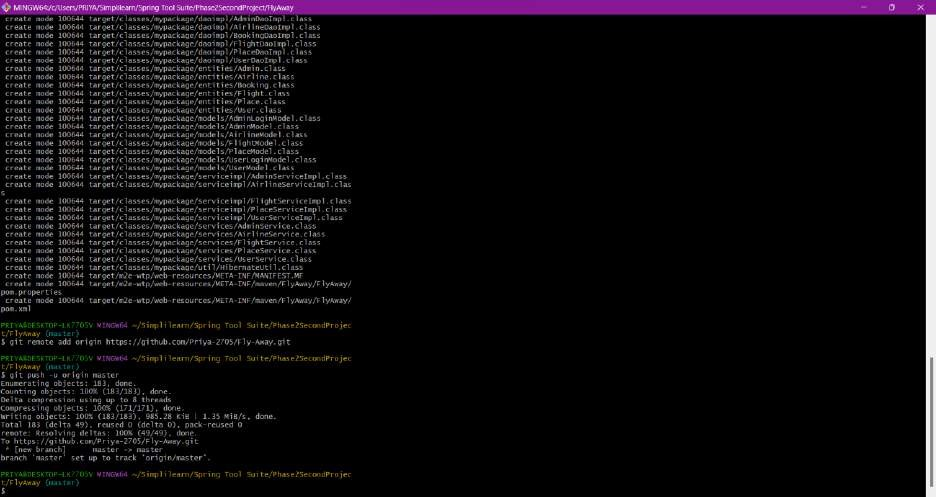 MINGW64:/c/Users/PRIYA/Simplilearn/Spring Tool Suite/Phase2SecondProject/FlyAway
create mode 100644 target/classes/mypackage/daoimpl/AdminDaoImpl.class
create mode 100644 target/classes/mypackage/daoimpl/AirlineDaoImpl.class
create mode 100644 target/classes/mypackage/daoimpl/BookingDaoImpl.class
create mode 100644 target/classes/mypackage/daoimpl/FlightDaoImpl.class
create mode 100644 target/classes/mypackage/daoimpl/PlaceDaoImpl.class
create mode 100644 target/classes/mypackage/daoimpl/UserDaoImpl.class
create mode 100644 target/classes/mypackage/entities/Admin.class
create mode 100644 target/classes/mypackage/entities/Airline.class
create mode 100644 target/classes/mypackage/entities/Booking.class
create mode 100644 target/classes/mypackage/entities/Flight.class
create mode 100644 target/classes/mypackage/entities/Place.class
create mode 100644 target/classes/mypackage/entities/User.class
create mode 100644 target/classes/mypackage/models/AdminLoginModel.class
create mode 100644 target/classes/mypackage/models/AdminModel.class
create mode 100644 target/classes/mypackage/models/AirlineModel.class
create mode 100644 target/classes/mypackage/models/FlightModel.class
create mode 100644 target/classes/mypackage/models/PlaceModel.class
create mode 100644 target/classes/mypackage/models/UserLoginModel.class
create mode 100644 target/classes/mypackage/models/UserModel.class
create mode 100644 target/classes/mypackage/serviceimpl/AdminServiceImpl.class
create mode 100644 target/classes/mypackage/serviceimpl/AirlineServiceImpl.clas
s
create mode 100644 target/classes/mypackage/serviceimpl/FlightServiceImpl.class
create mode 100644 target/classes/mypackage/serviceimpl/PlaceServiceImpl.class
create mode 100644 target/classes/mypackage/serviceimpl/UserServiceImpl.class
create mode 100644 target/classes/mypackage/services/AdminService.class
create mode 100644 target/classes/mypackage/services/AirlineService.class
create mode 100644 target/classes/mypackage/services/FlightService.class
create mode 100644 target/classes/mypackage/services/PlaceService.class
create mode 100644 target/classes/mypackage/services/UserService.class
create mode 100644 target/classes/mypackage/util/HibernateUtil.class
create mode 100644 target/m2e-wtp/web-resources/META-INF/MANIFEST.MF
create mode 100644 target/m2e-wtp/web-resources/META-INF/maven/FlyAway/FlyAway/
pom.properties
create mode 100644 target/m2e-wtp/web-resources/META-INF/maven/FlyAway/FlyAway/
pom.xml
PRIYA@DESKTOP-LK7705V MINGW64 ~/Simplilearn/Spring Tool Suite/Phase2SecondProjec
t/FlyAway (master)
$ git remote add origin https://github.com/Priya-2705/Fly-Away.git
PRIYA@DESKTOP-LK7705V MINGW64 ~/Simplilearn/Spring Tool Suite/Phase2SecondProjec
t/FlyAway (master)
$ git push -u origin master
Enumerating objects: 183, done.
Counting objects: 100% (183/183), done.
Delta compression using up to 8 threads
Compressing objects: 100% (171/171), done.
Writing objects: 100% (183/183), 985.28 KiB | 1.35 MiB/s, done.
Total 183 (delta 49), reused 0 (delta 0), pack-reused 0
remote: Resolving deltas: 100% (49/49), done.
To https://github.com/Priya-2705/Fly-Away.git
* [new branch] master -> master
branch 'master' set up to track 'origin/master'.
PRIYA@DESKTOP-LK7705V MINGW64 ~/Simplilearn/Spring Tool Suite/Phase2SecondProjec
t/FlyAway (master)
$